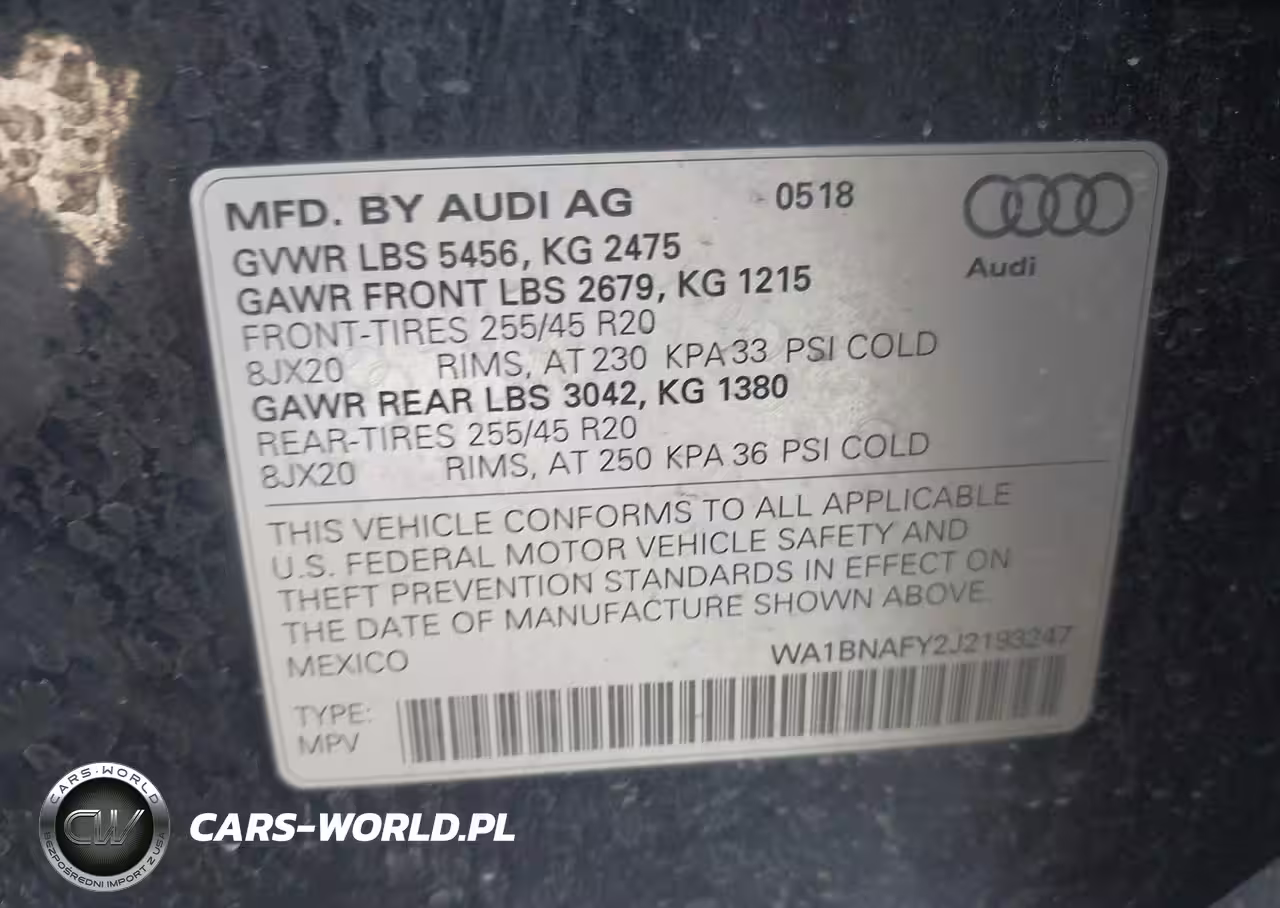 MFD. BY AUDI AG 0518
Audi
GVWR LBS 5456, KG 2475
GAWR FRONT LBS 2679, KG 1215
FRONT-TIRES 255/45 R20
8JX20 RIMS, AT 230 KPA 33 PSI COLD
GAWR REAR LBS 3042, KG 1380
REAR-TIRES 255/45 R20
8JX20 RIMS, AT 250 KPA 36 PSI COLD
THIS VEHICLE CONFORMS TO ALL APPLICABLE
U.S. FEDERAL MOTOR VEHICLE SAFETY AND
THEFT PREVENTION STANDARDS IN EFFECT ON
THE DATE OF MANUFACTURE SHOWN ABOVE.
MEXICO WA1BNAFY2J2193247
TYPE:
MPV
CARS-WORLD
CW
BEZPOŚREDNI IMPORT Z USA
CARS-WORLD.PL